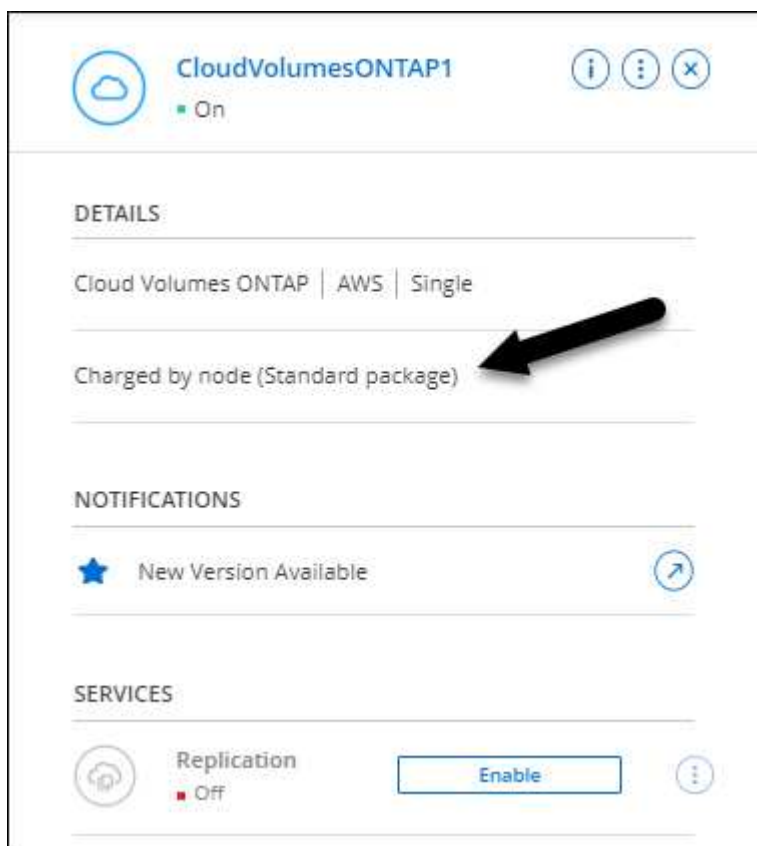 CloudVolumesONTAP1
On
DETAILS
Cloud Volumes ONTAP | AWS | Single
Charged by node (Standard package)
NOTIFICATIONS
New Version Available
SERVICES
Replication
Enable
Off